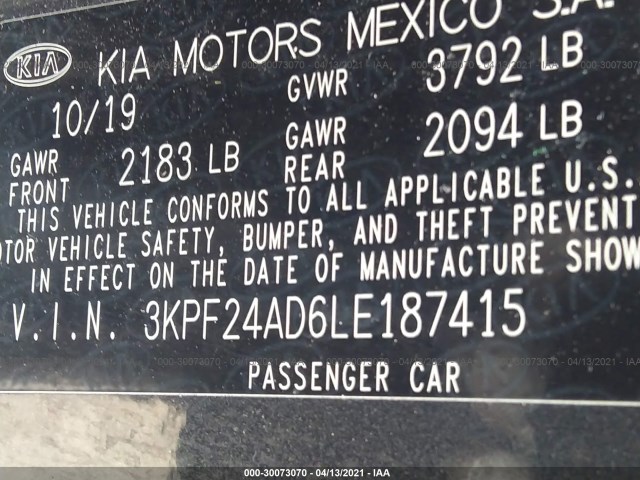 KIA KIA MOTORS MEXICO S.A.
10/19 GVWR 3792 LB
GAWR FRONT 2183 LB GAWR REAR 2094 LB
THIS VEHICLE CONFORMS TO ALL APPLICABLE U.S.
VEHICLE SAFETY, BUMPER, AND THEFT PREVENT
IN EFFECT ON THE DATE OF MANUFACTURE SHOW
V.I.N. 3KPF24AD6LE187415
PASSENGER CAR
000-30073070 - 04/13/2021 - IAA